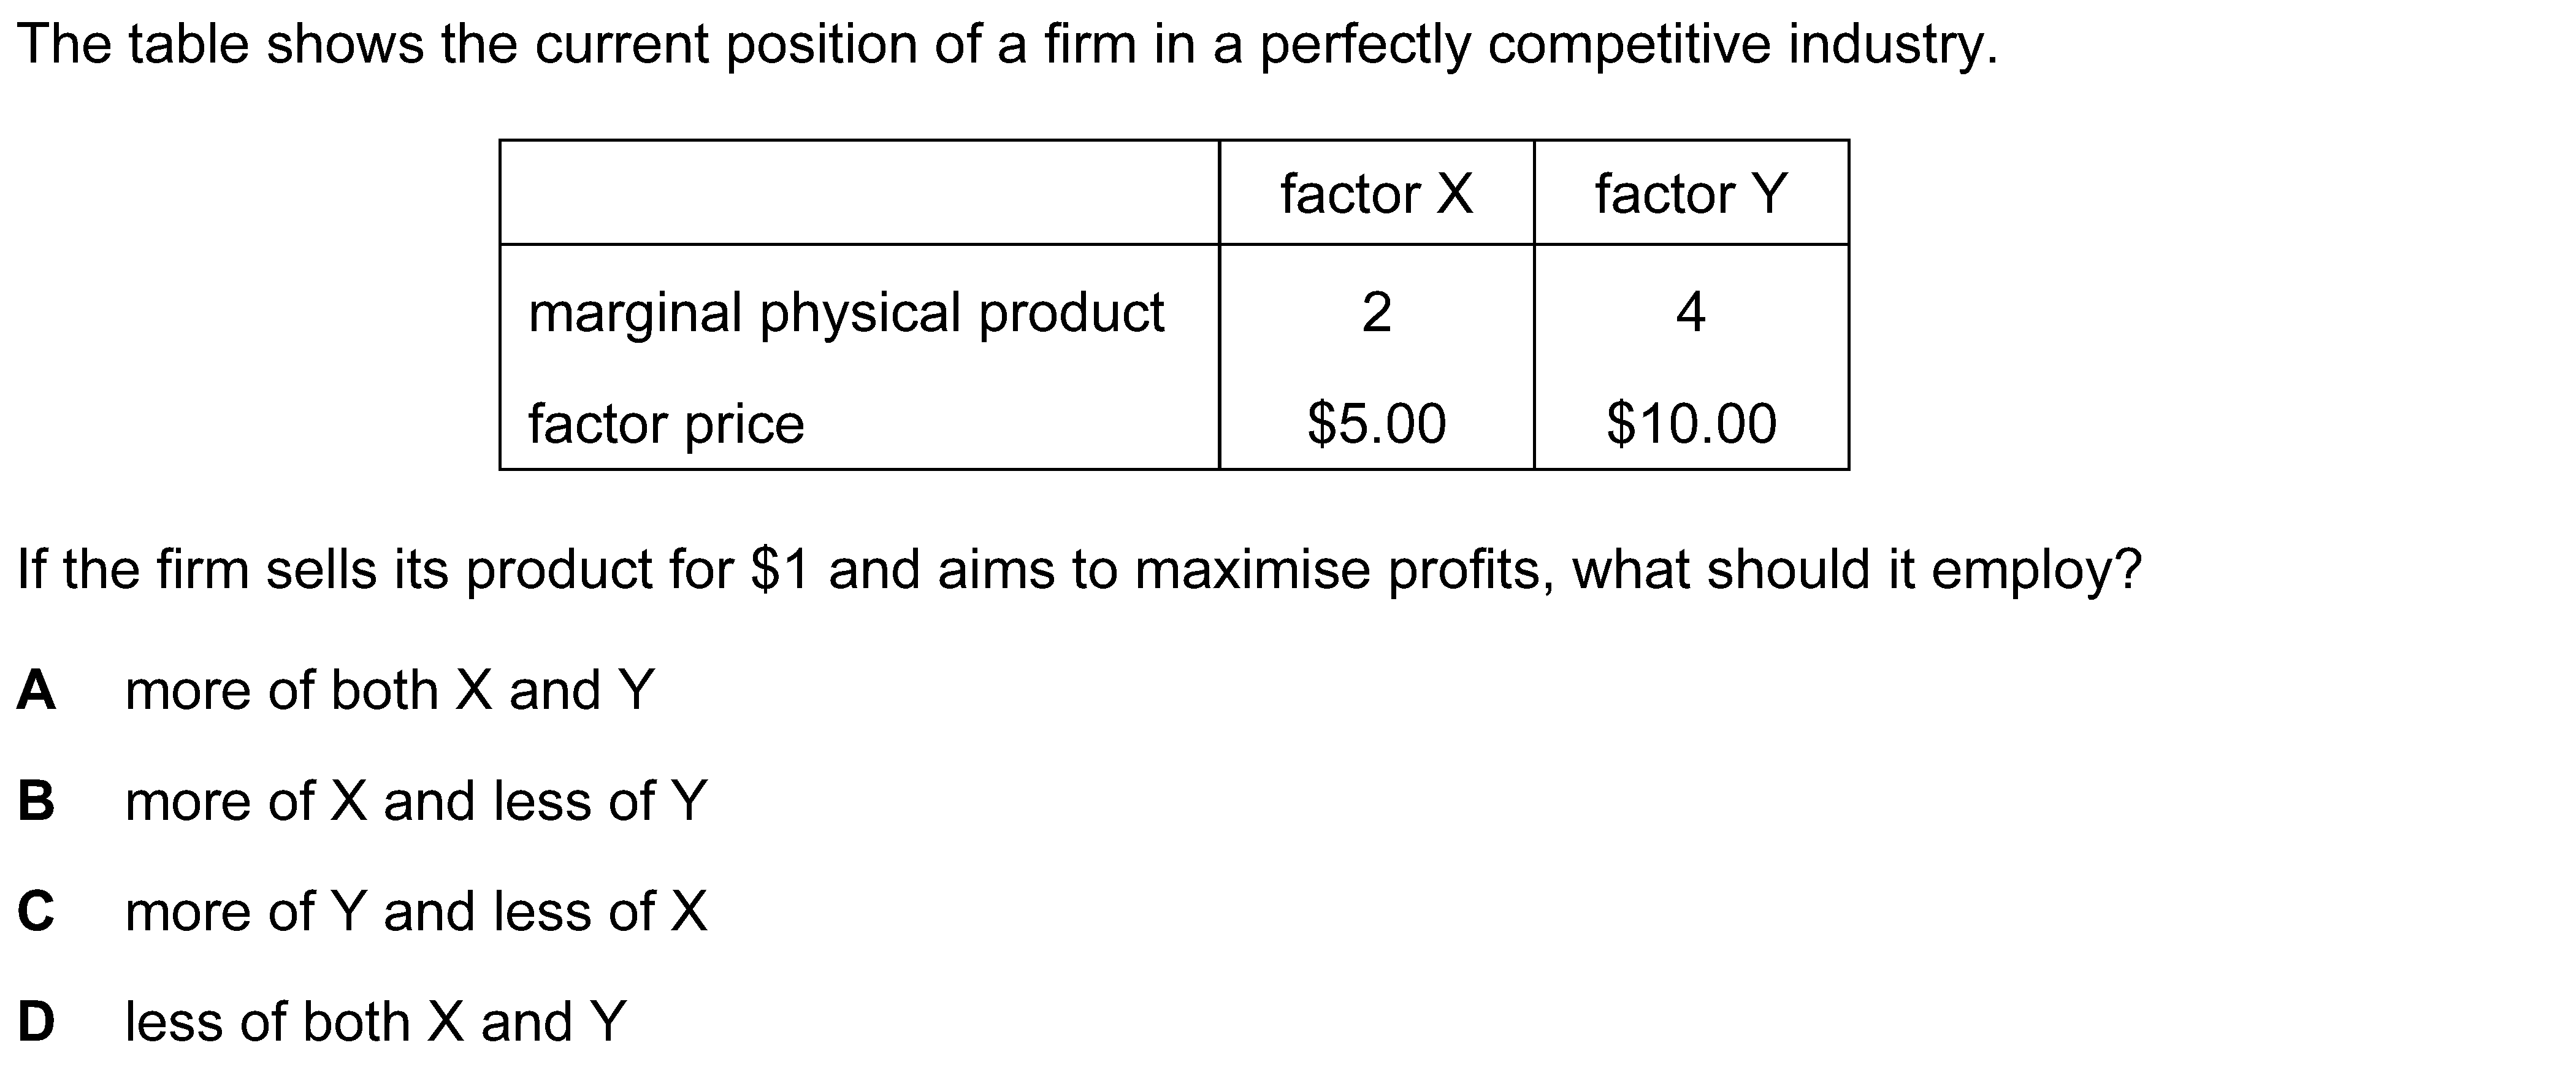 The table shows the current position of a firm in a perfectly competitive industry.
factor X factor Y
marginal physical product 2 4
factor price $5.00 $10.00
If the firm sells its product for $1 and aims to maximise profits, what should it employ?
A more of both X and Y
B more of X and less of Y
C more of Y and less of X
D less of both X and Y